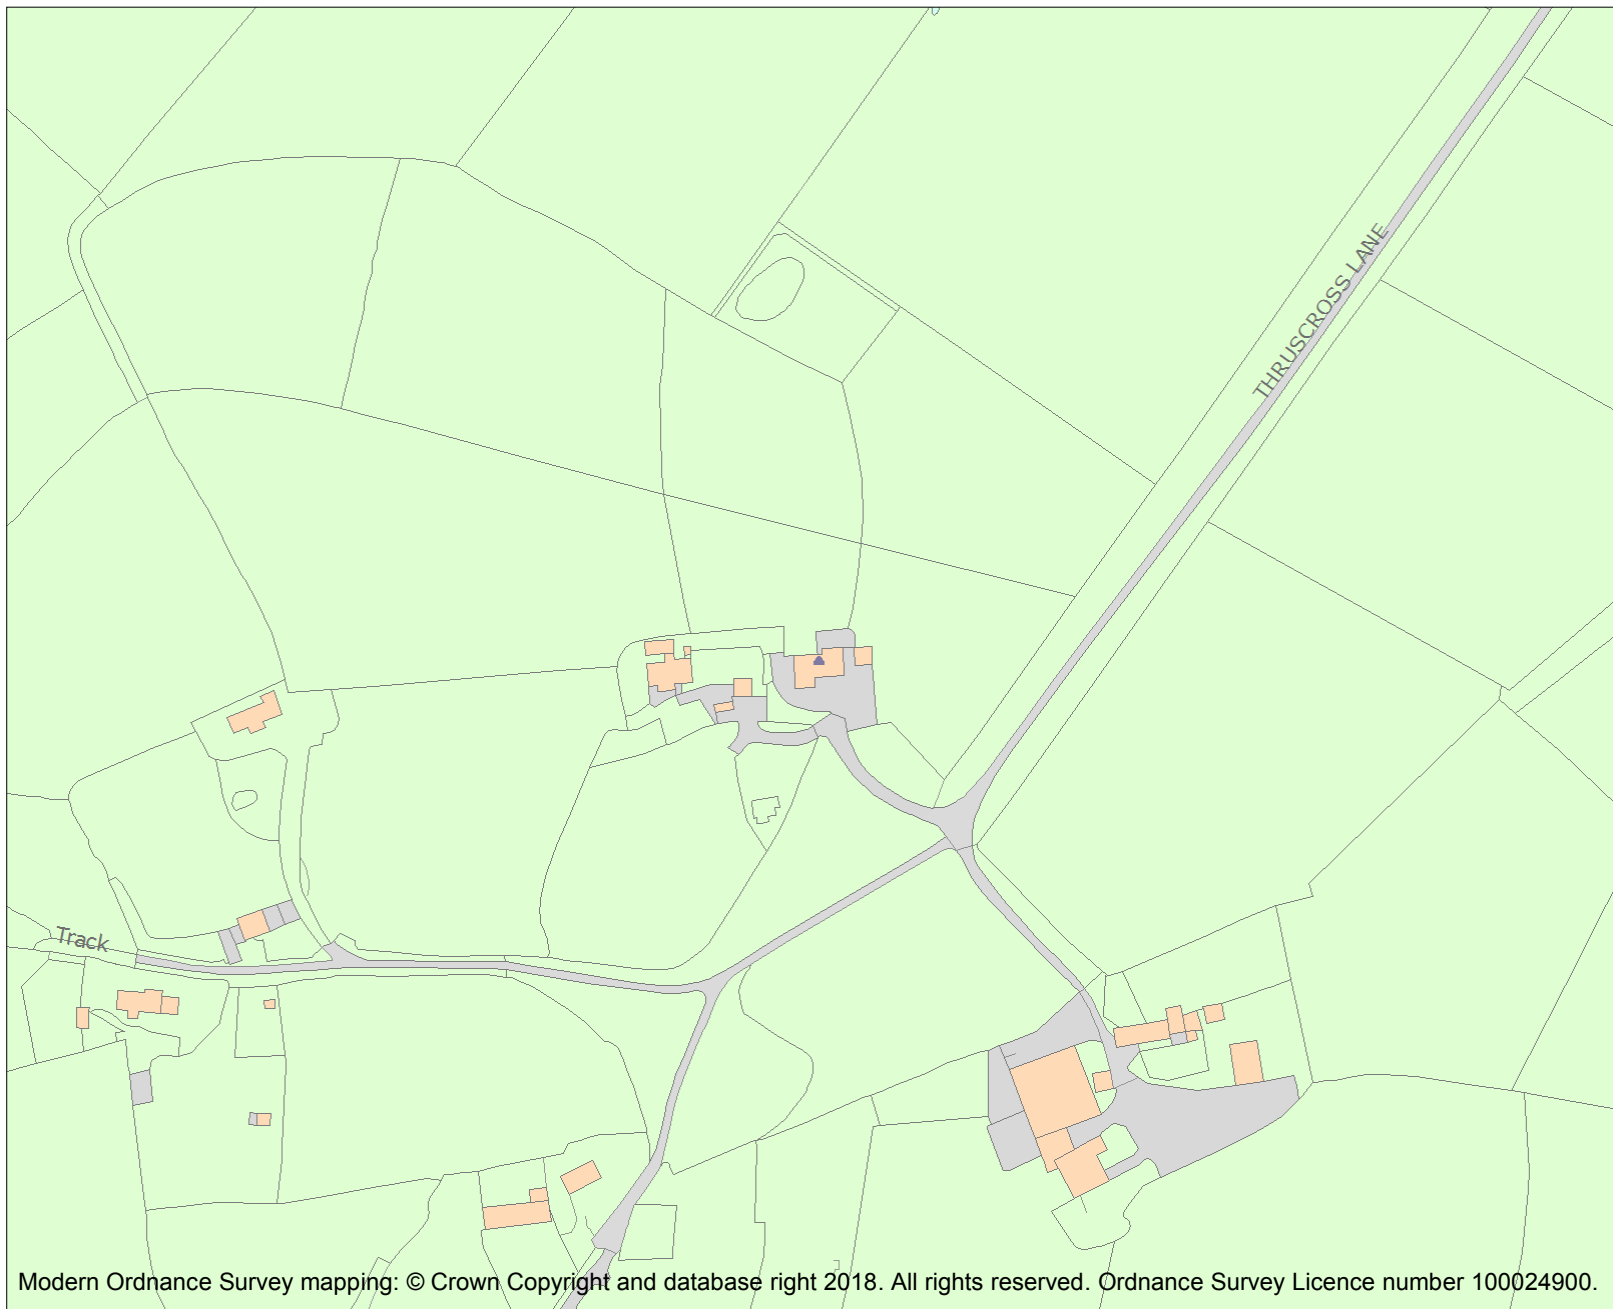 THRUSCROSS LANE
Track
Modern Ordnance Survey mapping: © Crown Copyright and database right 2018. All rights reserved. Ordnance Survey Licence number 100024900.